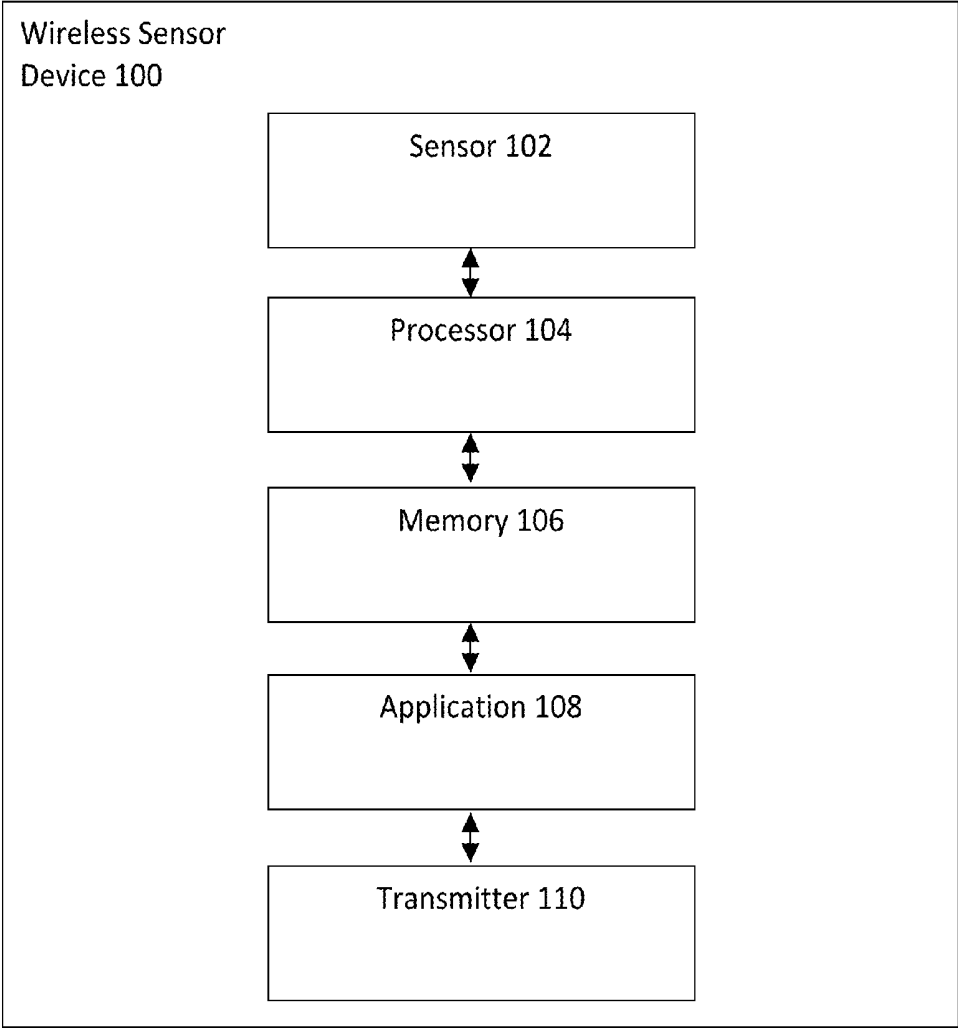 Wireless Sensor
Device 100
Sensor 102
Processor 104
Memory 106
Application 108
Transmitter 110